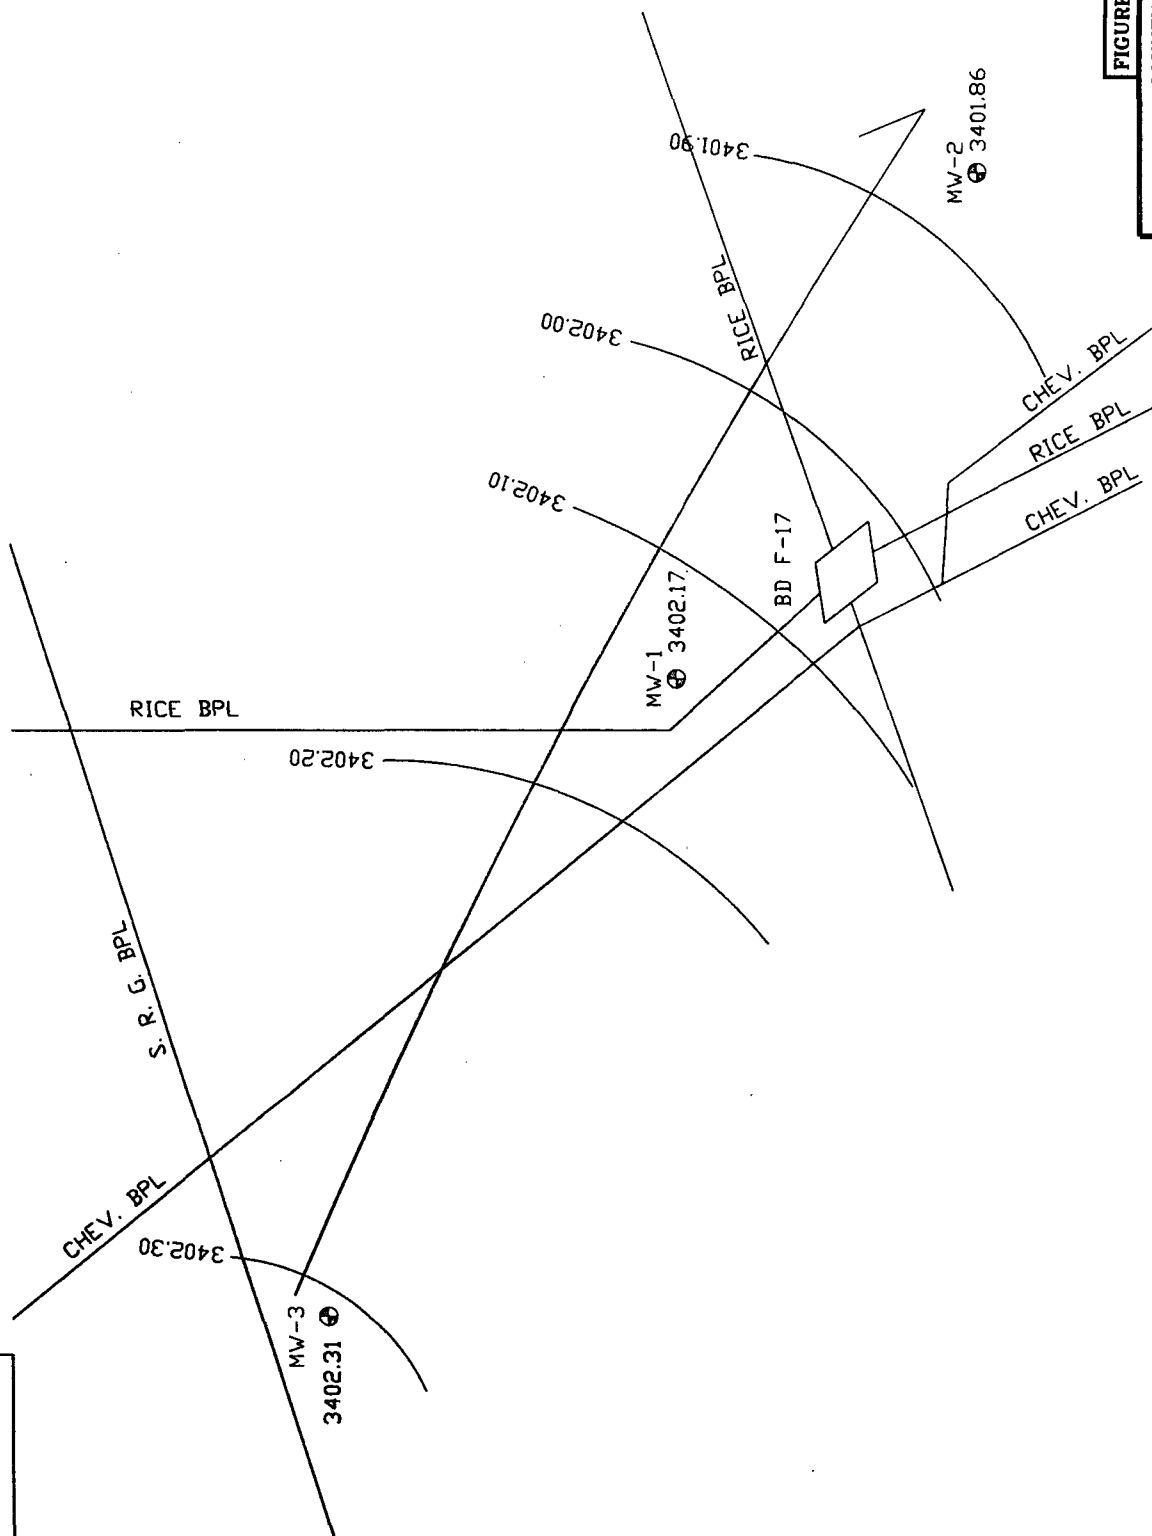 FIGURE
3401.90
MW-2
3401.86
RICE BPL
3402.00
CHEV. BPL
RICE BPL
CHEV. BPL
3402.10
BD F-17
MW-1
3402.17
RICE BPL
3402.20
S. R. G. BPL
CHEV. BPL
3402.30
MW-3
3402.31